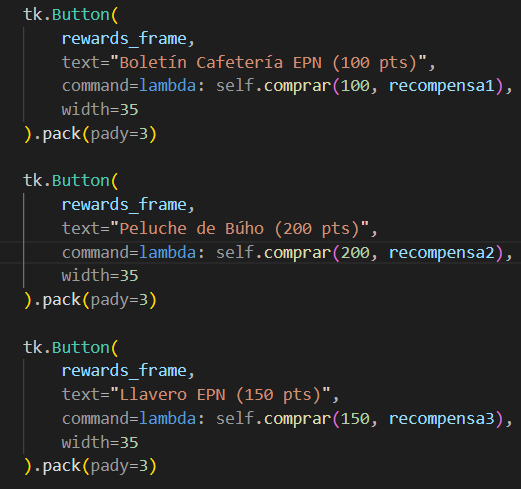 tk.Button(
    rewards_frame,
    text="Boletín Cafetería EPN (100 pts)",
    command=lambda: self.comprar(100, recompensa1),
    width=35
).pack(pady=3)

tk.Button(
    rewards_frame,
    text="Peluche de Búho (200 pts)",
    command=lambda: self.comprar(200, recompensa2),
    width=35
).pack(pady=3)

tk.Button(
    rewards_frame,
    text="Llavero EPN (150 pts)",
    command=lambda: self.comprar(150, recompensa3),
    width=35
).pack(pady=3)